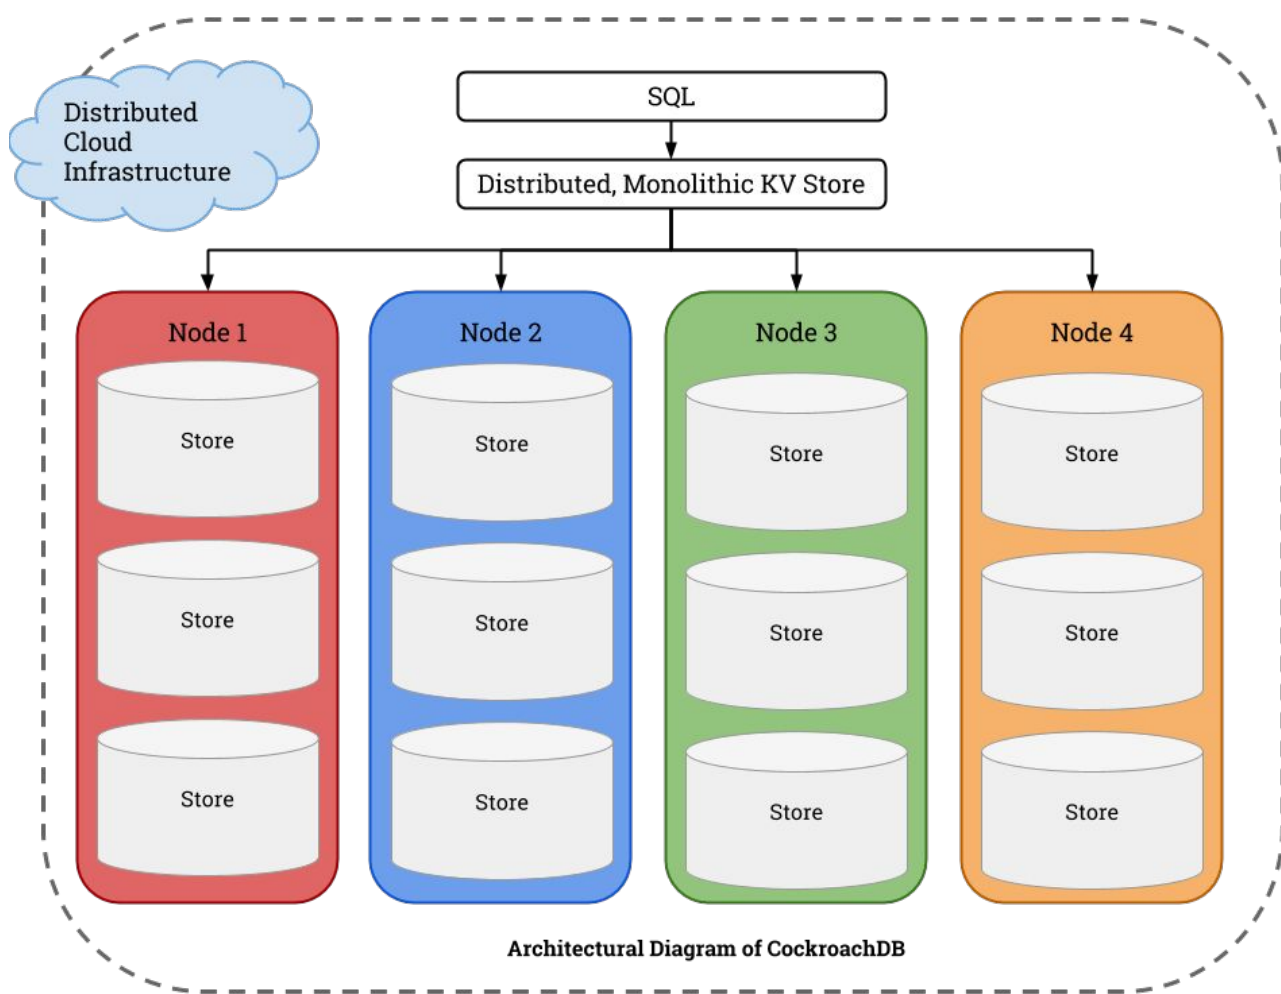 Distributed
Cloud
Infrastructure
SQL
Distributed, Monolithic KV Store
Node 1
Store
Store
Store
Node 2
Store
Store
Store
Node 3
Store
Store
Store
Node 4
Store
Store
Store
Architectural Diagram of CockroachDB